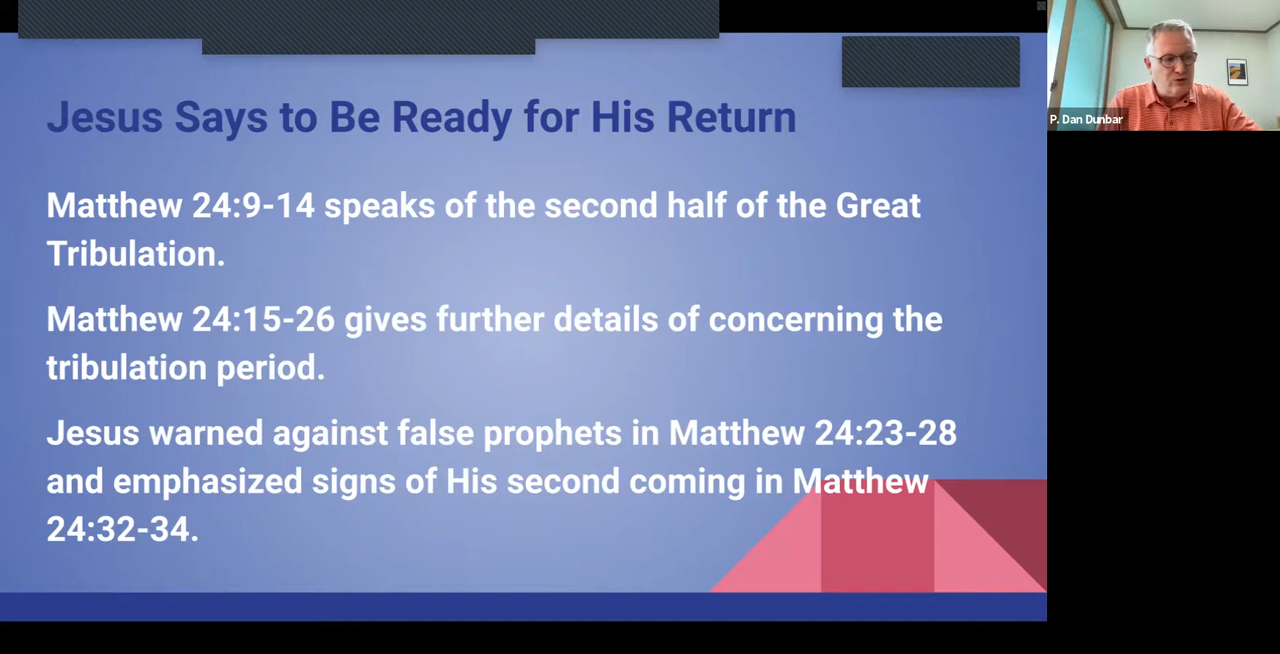 Jesus Says to Be Ready for His Return
Matthew 24:9-14 speaks of the second half of the Great
Tribulation.
Matthew 24:15-26 gives further details of concerning the
tribulation period.
Jesus warned against false prophets in Matthew 24:23-28
and emphasized signs of His second coming in Matthew
24:32-34.
P. Dan Dunbar